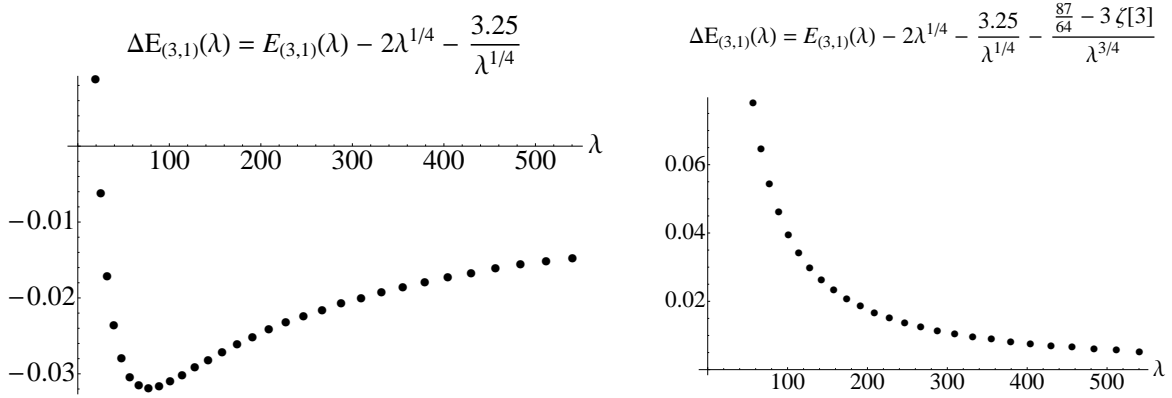 ΔE₍₃,₁₎(λ) = E₍₃,₁₎(λ) − 2λ^{1/4} − 3.25/λ^{1/4}
λ
100 200 300 400 500
−0.01
−0.02
−0.03
ΔE₍₃,₁₎(λ) = E₍₃,₁₎(λ) − 2λ^{1/4} − 3.25/λ^{1/4} − (87/64 − 3 ζ[3])/λ^{3/4}
0.06
0.04
0.02
100 200 300 400 500
λ